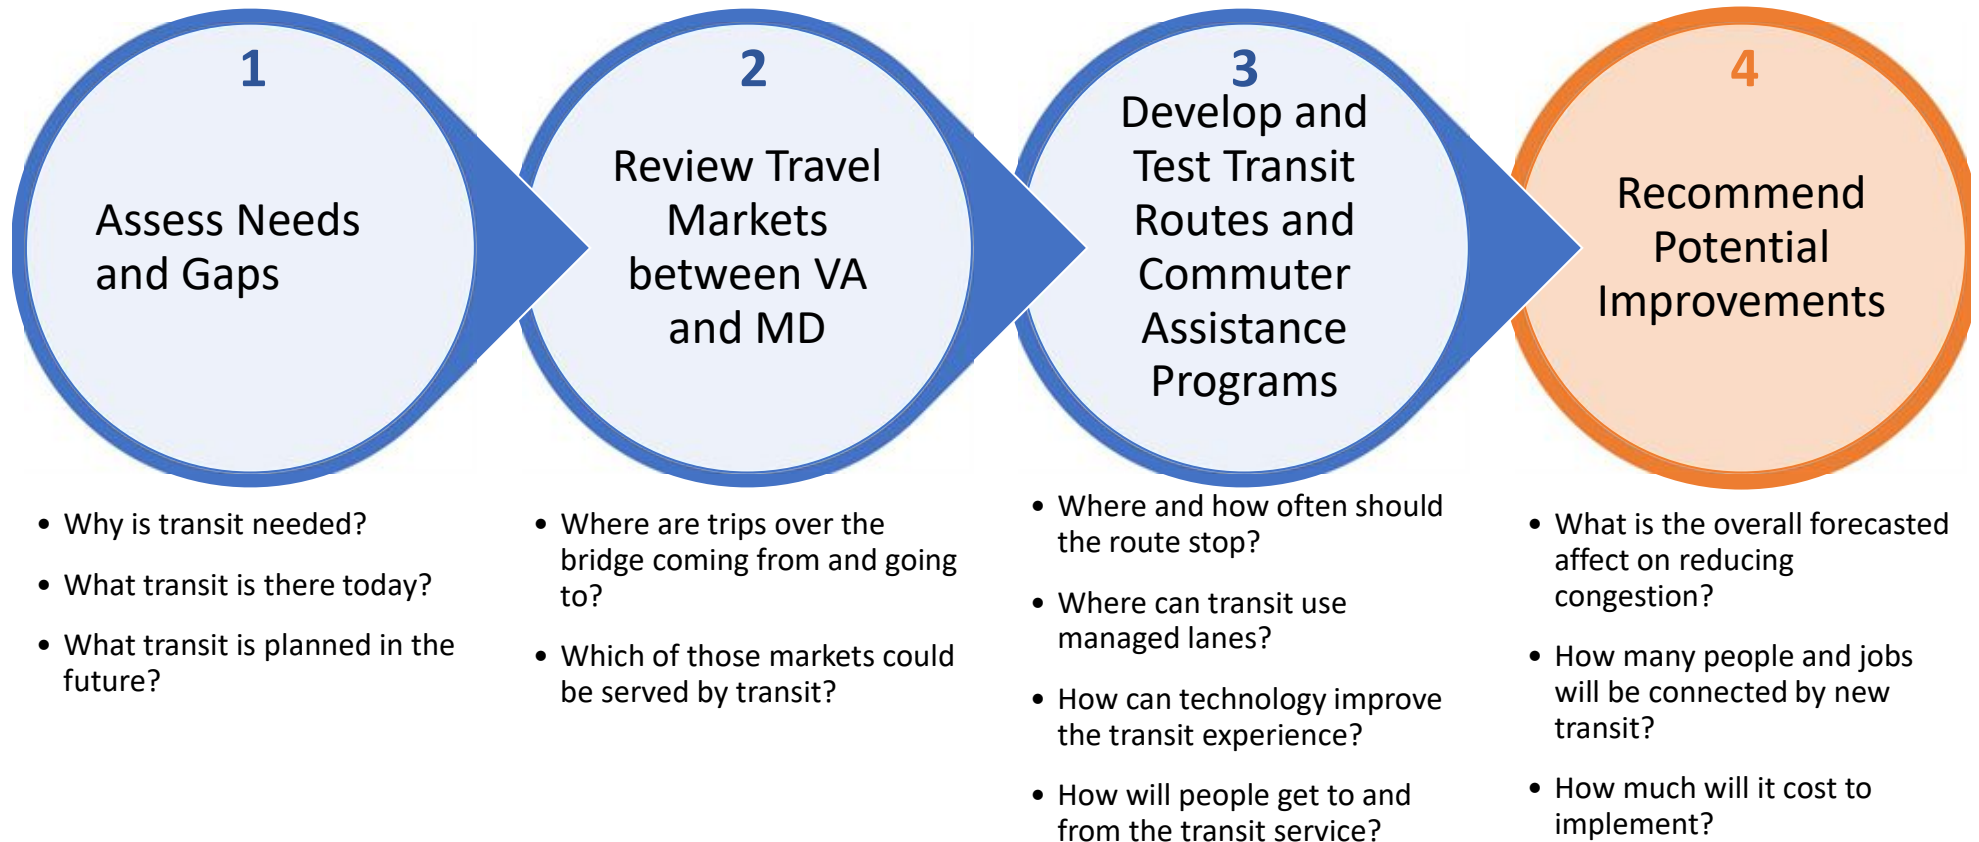 1
Assess Needs
and Gaps
• Why is transit needed?
• What transit is there today?
• What transit is planned in the
future?
2
Review Travel
Markets
between VA
and MD
• Where are trips over the
bridge coming from and going
to?
• Which of those markets could
be served by transit?
3
Develop and
Test Transit
Routes and
Commuter
Assistance
Programs
• Where and how often should
the route stop?
• Where can transit use
managed lanes?
• How can technology improve
the transit experience?
• How will people get to and
from the transit service?
4
Recommend
Potential
Improvements
• What is the overall forecasted
affect on reducing
congestion?
• How many people and jobs
will be connected by new
transit?
• How much will it cost to
implement?